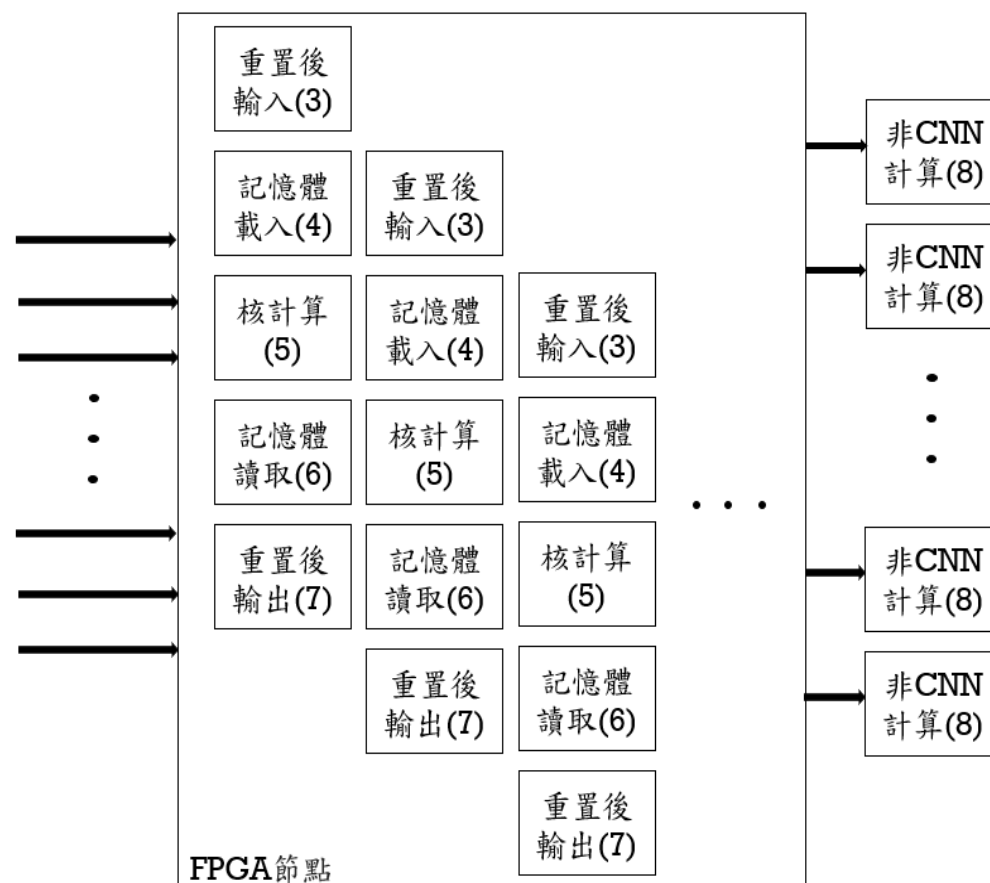 重置後
輸入(3)
記憶體
載入(4)
重置後
輸入(3)
核計算
(5)
記憶體
載入(4)
重置後
輸入(3)
記憶體
讀取(6)
核計算
(5)
記憶體
載入(4)
重置後
輸出(7)
記憶體
讀取(6)
核計算
(5)
重置後
輸出(7)
記憶體
讀取(6)
重置後
輸出(7)
FPGA節點
非CNN
計算(8)
非CNN
計算(8)
非CNN
計算(8)
非CNN
計算(8)